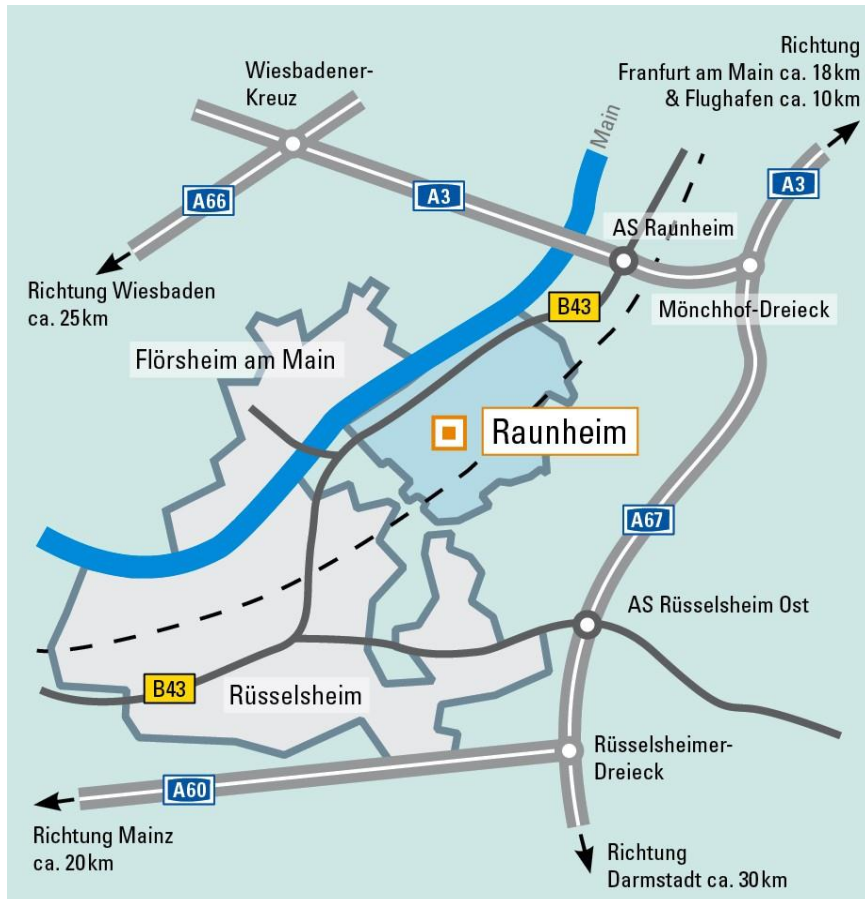 Richtung
Franfurt am Main ca. 18km
& Flughafen ca. 10km
Wiesbadener-
Kreuz
Main
A66
A3
A3
AS Raunheim
Richtung Wiesbaden
ca. 25km
B43
Mönchhof-Dreieck
Flörsheim am Main
Raunheim
A67
AS Rüsselsheim Ost
B43
Rüsselsheim
Rüsselsheimer-
Dreieck
A60
Richtung Mainz
ca. 20km
Richtung
Darmstadt ca. 30km